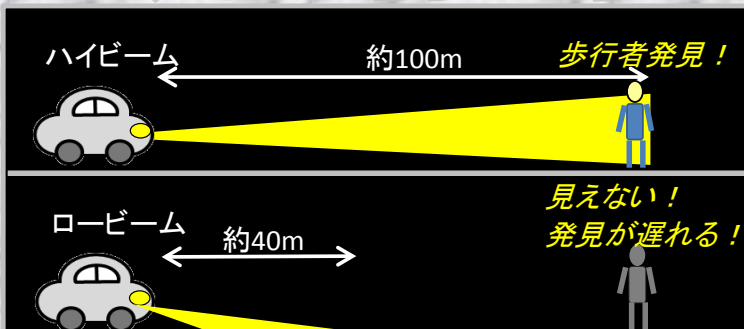 ハイビーム
約100m
歩行者発見！
ロービーム
約40m
見えない！
発見が遅れる！